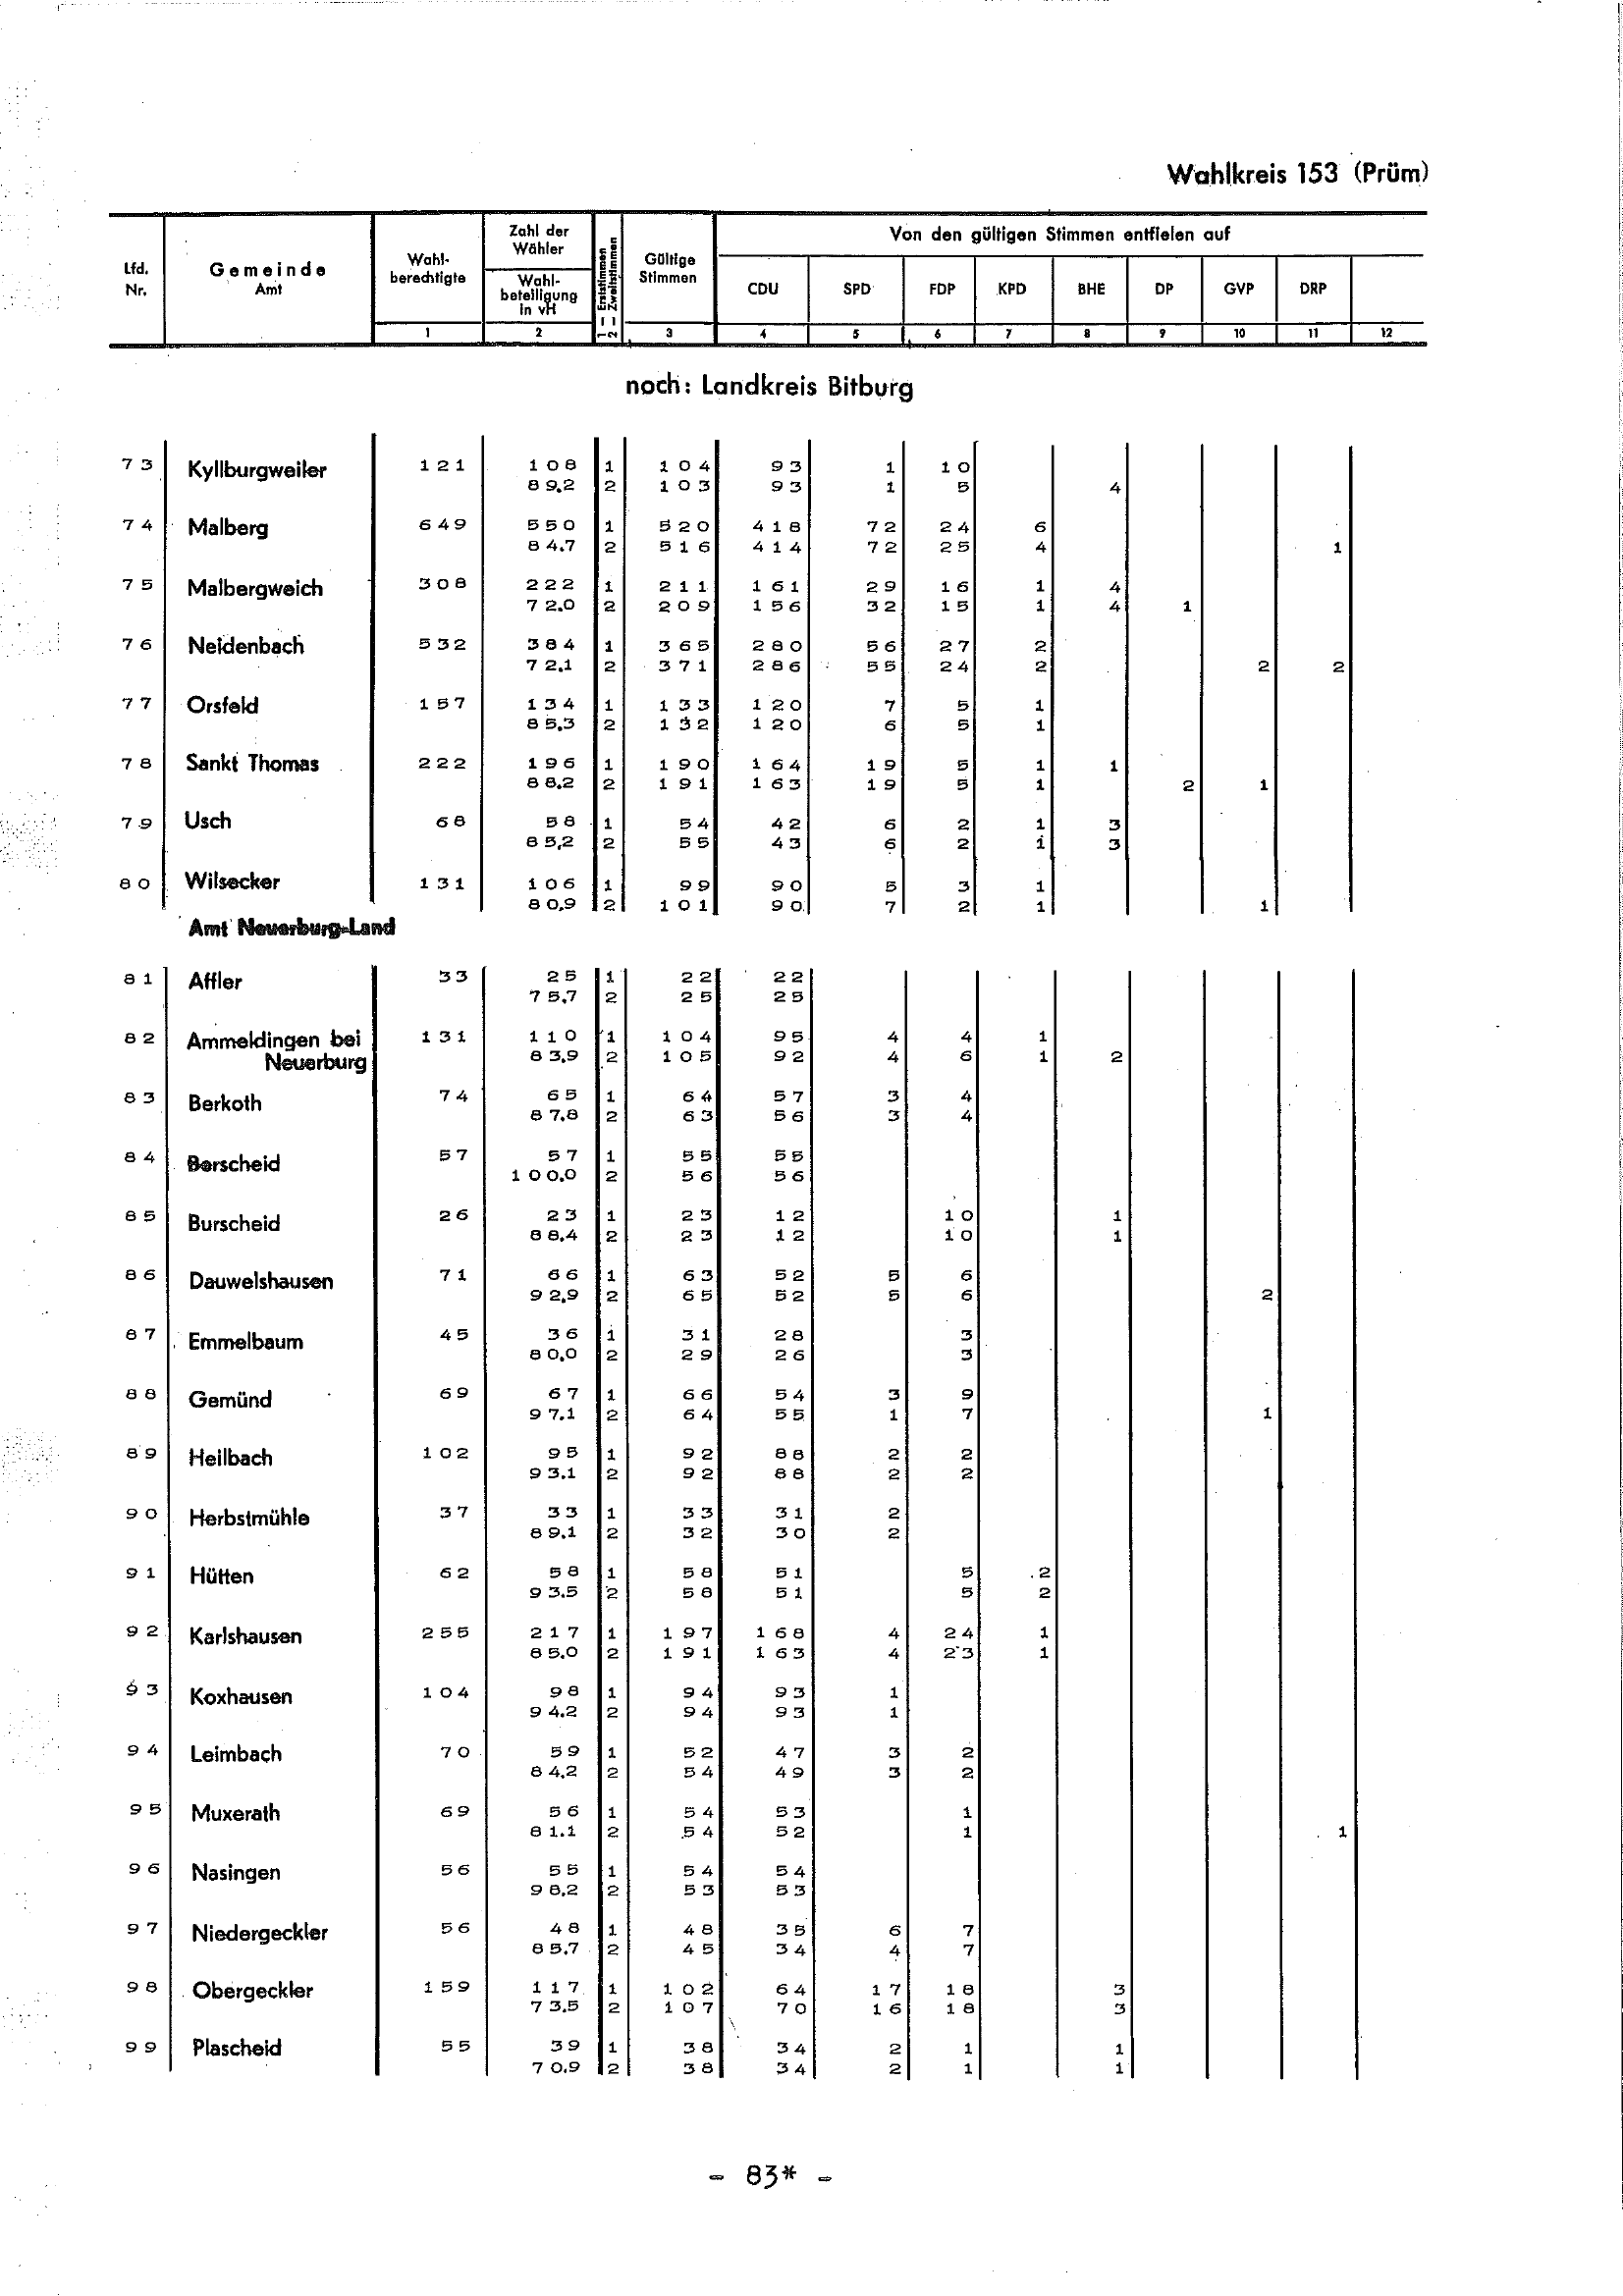 Wahlkreis 153 (Prüm)
Lfd. Nr. | Gemeinde Amt | Wahl-berechtigte | Zahl der Wähler | 1 = Erststimmen 2 = Zweitstimmen | Gültige Stimmen | Von den gültigen Stimmen entfielen auf
Wahl-beteiligung in vH | CDU | SPD | FDP | KPD | BHE | DP | GVP | DRP
1 | 2 | 3 | 4 | 5 | 6 | 7 | 8 | 9 | 10 | 11 | 12
noch: Landkreis Bitburg
73 Kyllburgweiler 121 108 1 104 93 1 10
89,2 2 103 93 1 5 4
74 Malberg 649 550 1 520 418 72 24 6
84,7 2 516 414 72 25 4 1
75 Malbergweich 308 222 1 211 161 29 16 1 4
72,0 2 209 156 32 15 1 4 1
76 Neidenbach 532 384 1 365 280 56 27 2
72,1 2 371 286 55 24 2 2 2
77 Orsfeld 157 134 1 133 120 7 5 1
85,3 2 132 120 6 5 1
78 Sankt Thomas 222 196 1 190 164 19 5 1 1
88,2 2 191 163 19 5 1 2 1
79 Usch 68 58 1 54 42 6 2 1 3
85,2 2 55 43 6 2 1 3
80 Wilsecker 131 106 1 99 90 5 3 1
80,9 2 101 90 7 2 1 1
Amt Neuerburg-Land
81 Affler 33 25 1 22 22
75,7 2 25 25
82 Ammeldingen bei 131 110 1 104 95 4 4 1
Neuerburg 83,9 2 105 92 4 6 1 2
83 Berkoth 74 65 1 64 57 3 4
87,8 2 63 56 3 4
84 Berscheid 57 57 1 55 55
100,0 2 56 56
85 Burscheid 26 23 1 23 12 10 1
88,4 2 23 12 10 1
86 Dauwelshausen 71 66 1 63 52 5 6
92,9 2 65 52 5 6 2
87 Emmelbaum 45 36 1 31 28 3
80,0 2 29 26 3
88 Gemünd 69 67 1 66 54 3 9
97,1 2 64 55 1 7 1
89 Heilbach 102 95 1 92 88 2 2
93,1 2 92 88 2 2
90 Herbstmühle 37 33 1 33 31 2
89,1 2 32 30 2
91 Hütten 62 58 1 58 51 5 2
93,5 2 58 51 5 2
92 Karlshausen 255 217 1 197 168 4 24 1
85,0 2 191 163 4 23 1
93 Koxhausen 104 98 1 94 93 1
94,2 2 94 93 1
94 Leimbach 70 59 1 52 47 3 2
84,2 2 54 49 3 2
95 Muxerath 69 56 1 54 53 1
81,1 2 54 52 1 1
96 Nasingen 56 55 1 54 54
98,2 2 53 53
97 Niedergeckler 56 48 1 48 35 6 7
85,7 2 45 34 4 7
98 Obergeckler 159 117 1 102 64 17 18 3
73,5 2 107 70 16 18 3
99 Plascheid 55 39 1 38 34 2 1 1
70,9 2 38 34 2 1 1
- 83* -